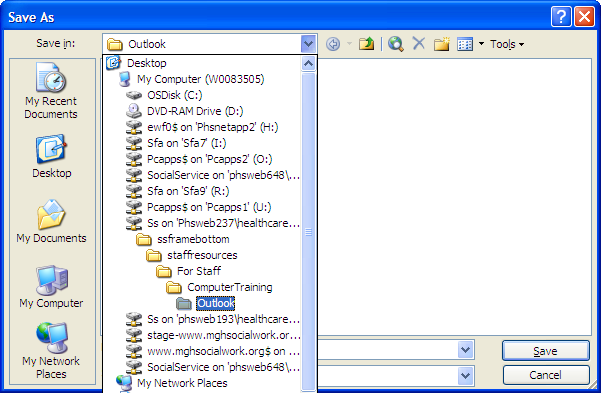 Save As
Save in:
Outlook
Tools
My Recent
Documents
Desktop
My Documents
My Computer
My Network
Places
Desktop
My Computer (W0083505)
OSDisk (C:)
DVD-RAM Drive (D:)
ewf0$ on 'Phsnetapp2' (H:)
Sfa on 'Sfa7' (I:)
Pcapps$ on 'Pcapps2' (O:)
SocialService on 'phsweb648\...
Sfa on 'Sfa9' (R:)
Pcapps$ on 'Pcapps1' (U:)
Ss on 'Phsweb237\healthcare...
ssframebottom
staffresources
For Staff
ComputerTraining
Outlook
Ss on 'phsweb193\healthcare...
stage-www.mghsocialwork.or...
www.mghsocialwork.org$ on ...
SocialService on 'phsweb648\...
My Network Places
Save
Cancel